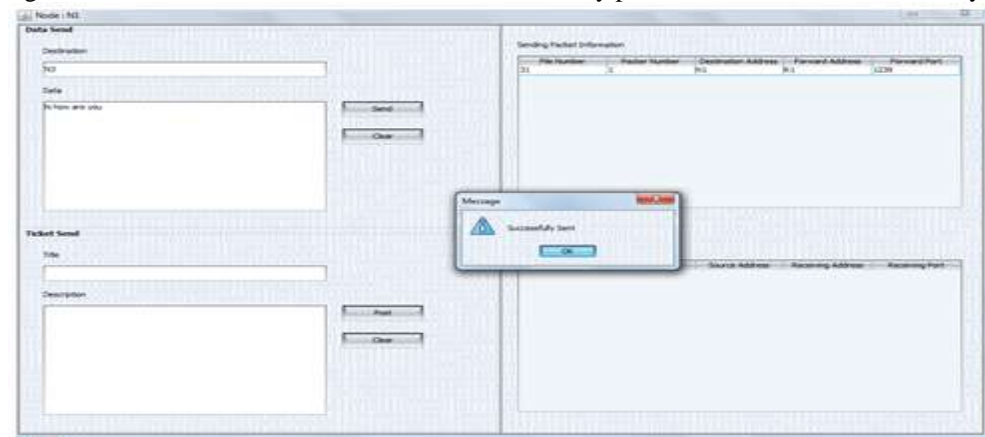 Node : N1
Data Send
Destination
N3
Data
hi how are you
Send
Clear
Ticket Send
Title
Description
Post
Clear
Sending Packet Information
File Number Packet Number Destination Address Forward Address Forward Port
31 1
Message
Successfully Sent
OK
Source Address Receiving Address Receiving Port